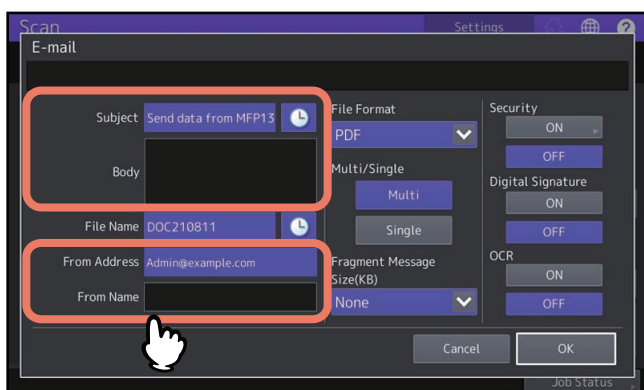 Scan
Settings
E-mail
Subject
Send data from MFP13
Body
File Name
DOC210811
From Address
Admin@example.com
From Name
File Format
PDF
Multi/Single
Multi
Single
Fragment Message
Size(KB)
None
Security
ON
OFF
Digital Signature
ON
OFF
OCR
ON
OFF
Cancel
OK
Job Status